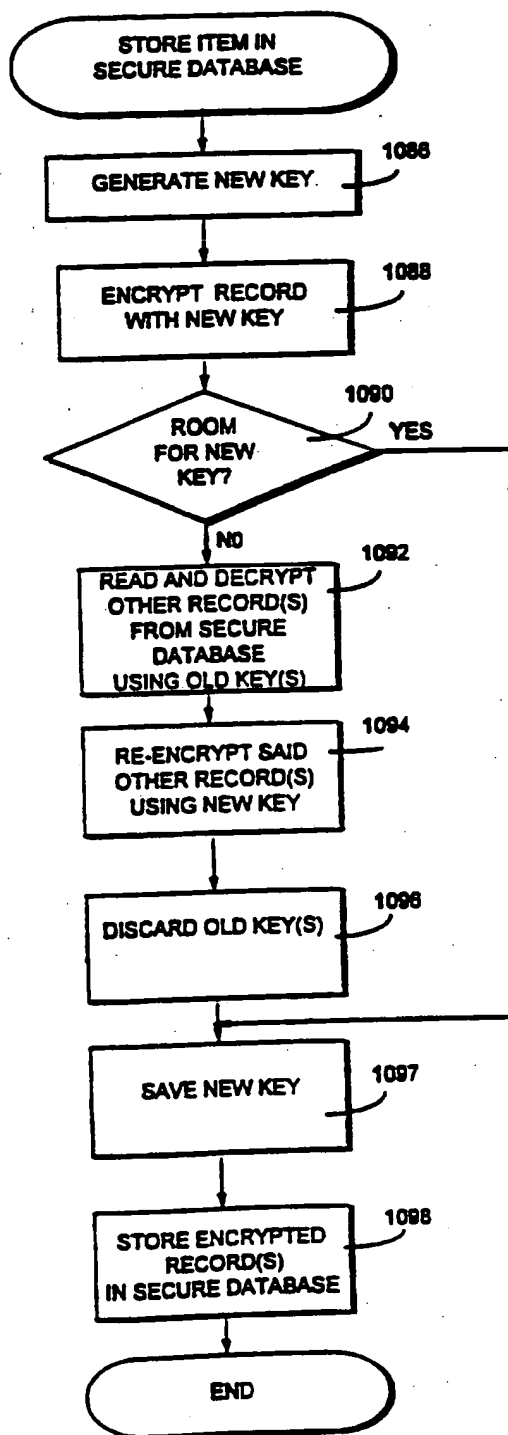 STORE ITEM IN
SECURE DATABASE
1086
GENERATE NEW KEY
1088
ENCRYPT RECORD
WITH NEW KEY
1090
ROOM
FOR NEW
KEY?
YES
NO
1092
READ AND DECRYPT
OTHER RECORD(S)
FROM SECURE
DATABASE
USING OLD KEY(S)
1094
RE-ENCRYPT SAID
OTHER RECORD(S)
USING NEW KEY
1096
DISCARD OLD KEY(S)
1097
SAVE NEW KEY
1098
STORE ENCRYPTED
RECORD(S)
IN SECURE DATABASE
END